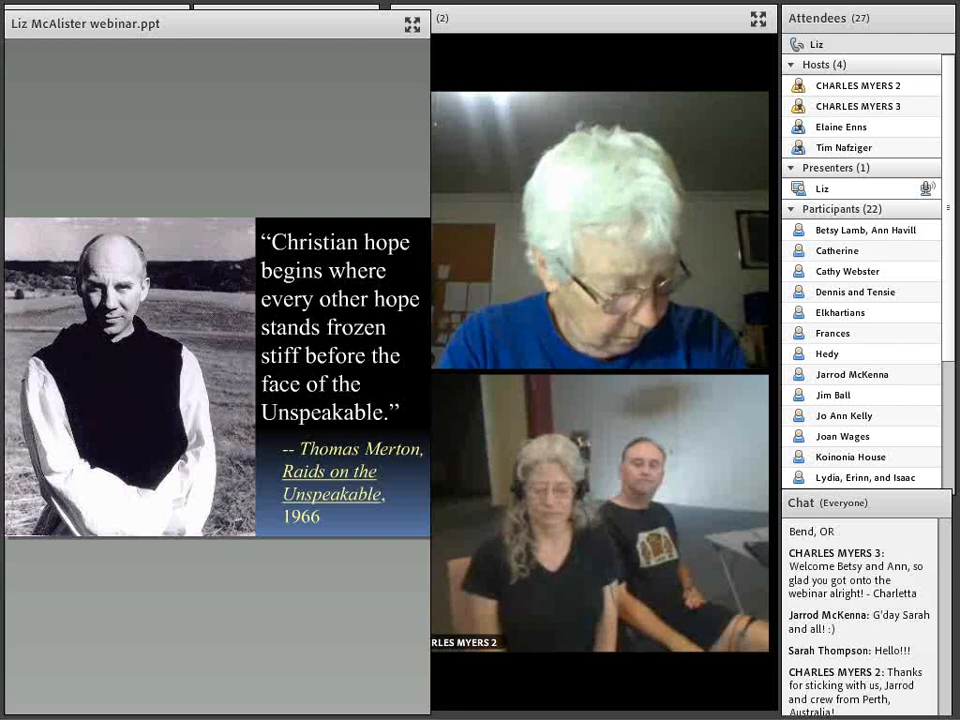 Liz McAlister webinar.ppt
“Christian hope
begins where
every other hope
stands frozen
stiff before the
face of the
Unspeakable.”
-- Thomas Merton,
Raids on the
Unspeakable,
1966
(2)
RLES MYERS 2
Attendees (27)
Liz
Hosts (4)
CHARLES MYERS 2
CHARLES MYERS 3
Elaine Enns
Tim Nafziger
Presenters (1)
Liz
Participants (22)
Betsy Lamb, Ann Havill
Catherine
Cathy Webster
Dennis and Tensie
Elkhartians
Frances
Hedy
Jarrod McKenna
Jim Ball
Jo Ann Kelly
Joan Wages
Koinonia House
Lydia, Erinn, and Isaac
Chat (Everyone)
Bend, OR
CHARLES MYERS 3:
Welcome Betsy and Ann, so
glad you got onto the
webinar alright! - Charletta
Jarrod McKenna: G'day Sarah
and all! :)
Sarah Thompson: Hello!!!
CHARLES MYERS 2: Thanks
for sticking with us, Jarrod
and crew from Perth,
Australia!